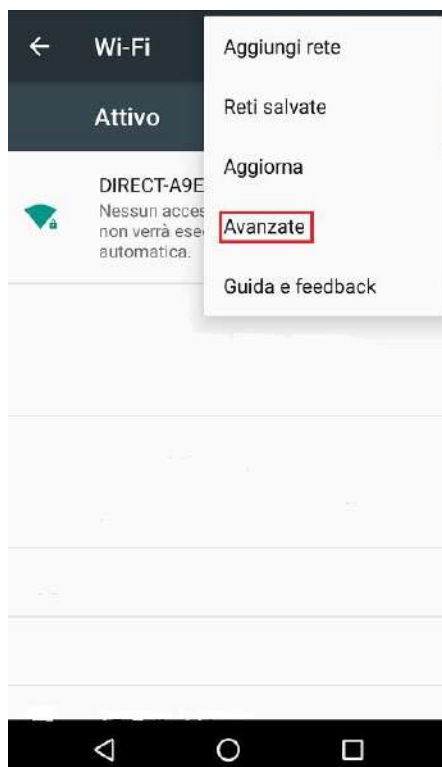 Wi-Fi
Attivo
Aggiungi rete
Reti salvate
Aggiorna
Avanzate
Guida e feedback
DIRECT-A9E
Nessun acces
non verrà ese
automatica.